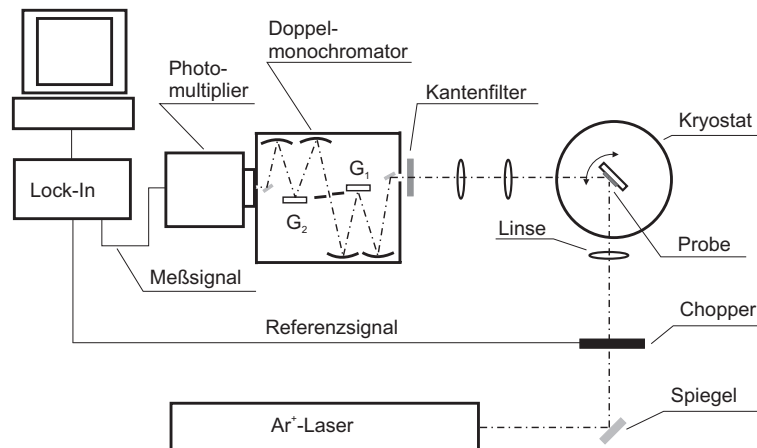 Doppel-
monochromator
Photo-
multiplier
Kantenfilter
Kryostat
G₁
Lock-In
G₂
Linse
Probe
Meßsignal
Referenzsignal
Chopper
Spiegel
Ar⁺-Laser